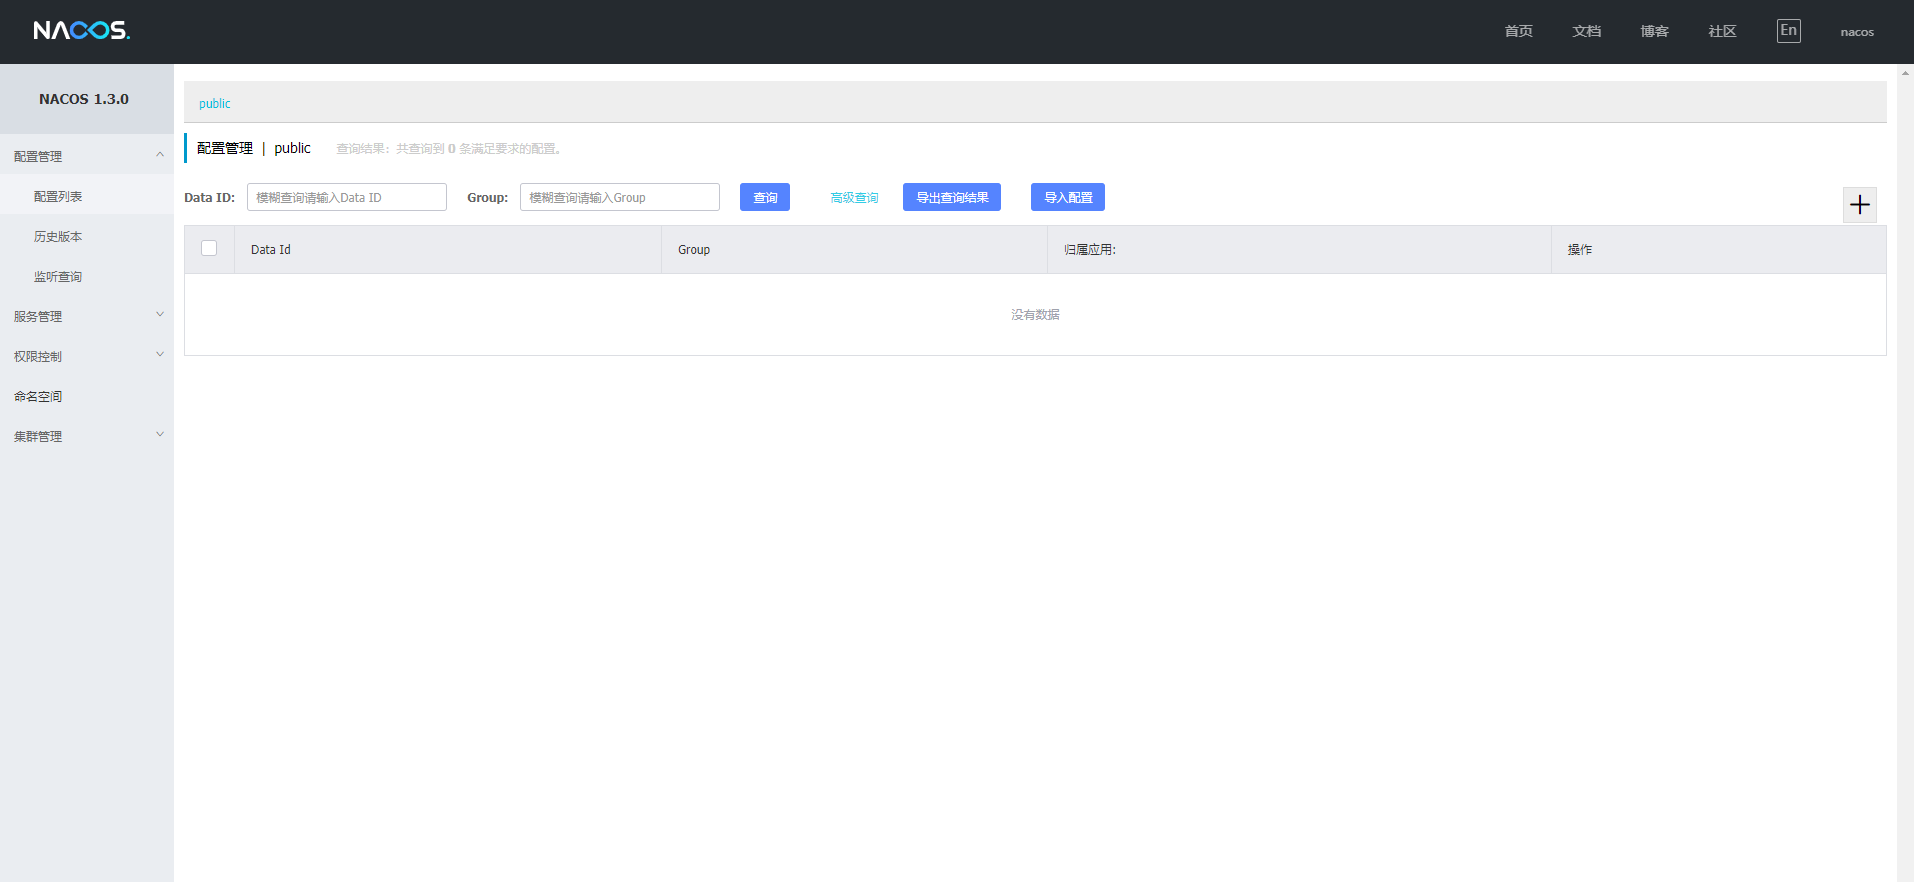 NACOS.
首页 文档 博客 社区 En nacos
NACOS 1.3.0
配置管理
配置列表
历史版本
监听查询
服务管理
权限控制
命名空间
集群管理
public
配置管理 | public 查询结果：共查询到 0 条满足要求的配置。
Data ID: 模糊查询请输入Data ID Group: 模糊查询请输入Group 查询 高级查询 导出查询结果 导入配置
Data Id Group 归属应用: 操作
没有数据